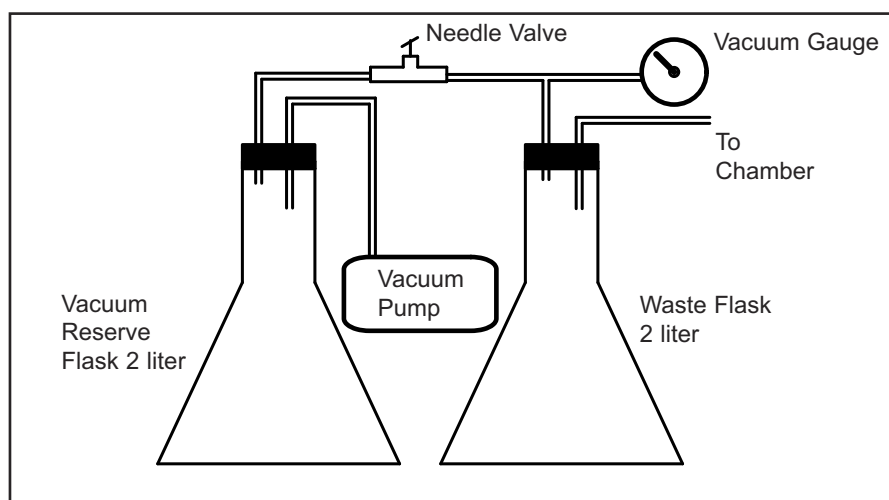 Needle Valve
Vacuum Gauge
To
Chamber
Vacuum
Pump
Vacuum
Reserve
Flask 2 liter
Waste Flask
2 liter